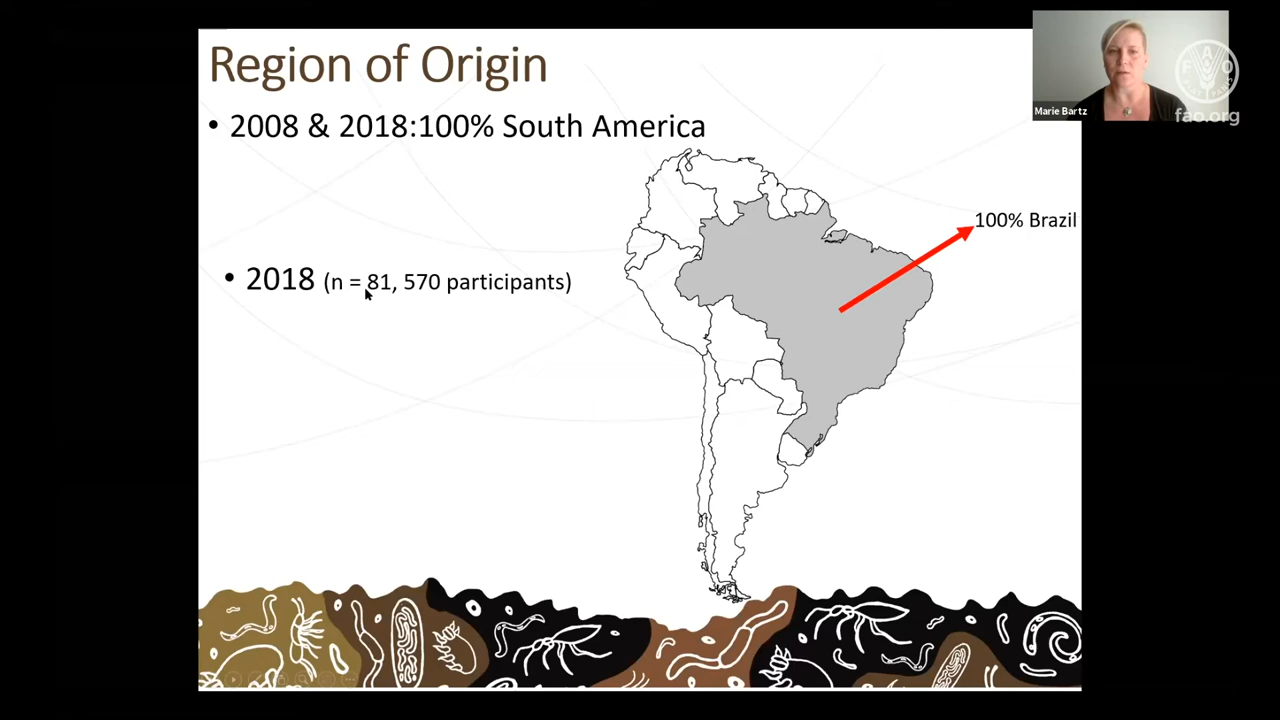 Region of Origin
• 2008 & 2018:100% South America
100% Brazil
• 2018 (n = 81, 570 participants)
Marie Bartz
F A O
fao.org